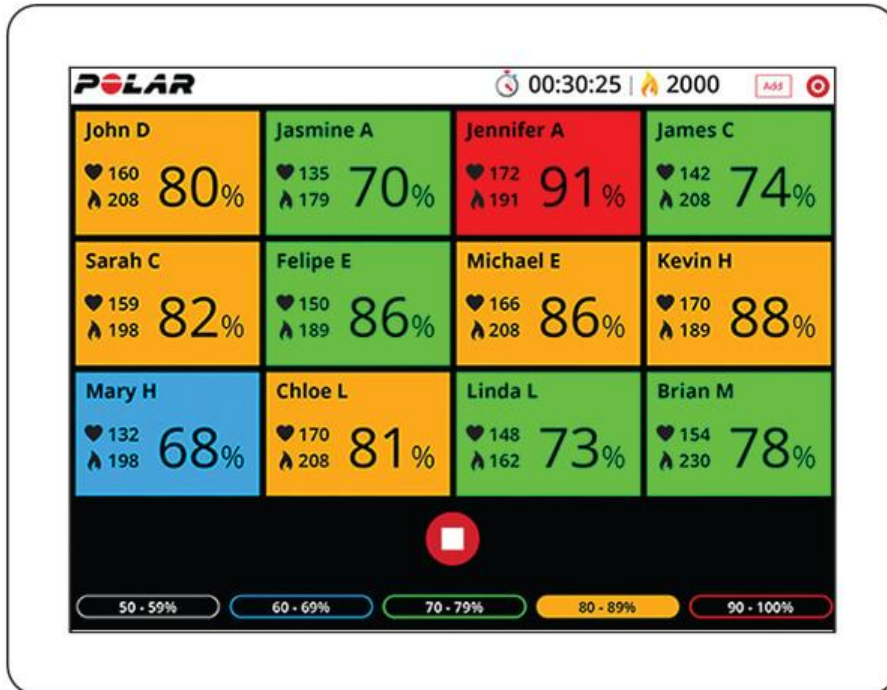 POLAR
00:30:25 | 2000 Add
John D
160
208
80%
Jasmine A
135
179
70%
Jennifer A
172
191
91%
James C
142
208
74%
Sarah C
159
198
82%
Felipe E
150
189
86%
Michael E
166
208
86%
Kevin H
170
189
88%
Mary H
132
198
68%
Chloe L
170
208
81%
Linda L
148
162
73%
Brian M
154
230
78%
50 - 59%
60 - 69%
70 - 79%
80 - 89%
90 - 100%